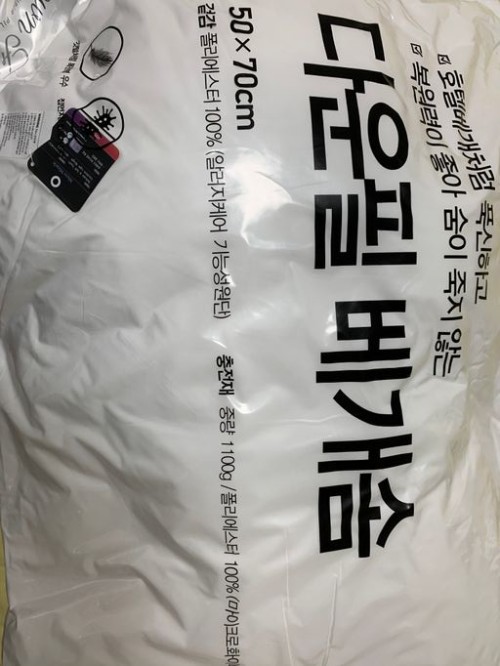 ☑ 호텔베개처럼 폭신하고
☑ 복원력이 좋아 숨이 죽지 않는
다운필 베개솜
50×70cm
겉감 폴리에스터 100% (알러지케어 기능성원단)
충전재 중량 1100g / 폴리에스터 100% (마이크로화이